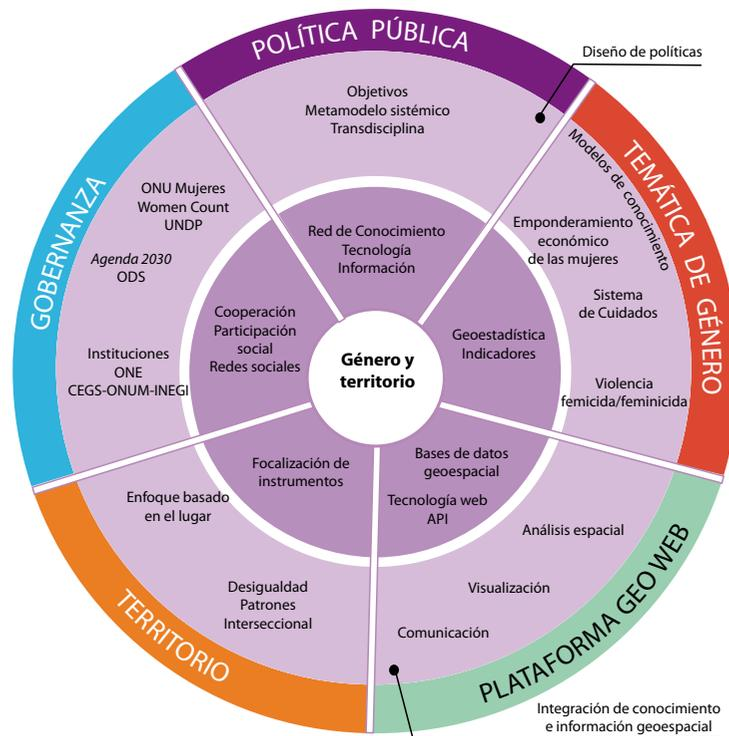 POLÍTICA PÚBLICA
Diseño de políticas
Objetivos
Metamodelo sistémico
Transdisciplina
Red de Conocimiento
Tecnología
Información
TEMÁTICA DE GÉNERO
Modelos de conocimiento
Emponderamiento
económico
de las mujeres
Sistema
de Cuidados
Violencia
femicida/feminicida
Geoestadística
Indicadores
PLATAFORMA GEO WEB
Bases de datos
geoespacial
Tecnología web
API
Análisis espacial
Visualización
Comunicación
Integración de conocimiento
e información geoespacial
TERRITORIO
Focalización de
instrumentos
Enfoque basado
en el lugar
Desigualdad
Patrones
Interseccional
GOBERNANZA
ONU Mujeres
Women Count
UNDP
Agenda 2030
ODS
Instituciones
ONE
CEGS-ONUM-INEGI
Cooperación
Participación
social
Redes sociales
Género y
territorio